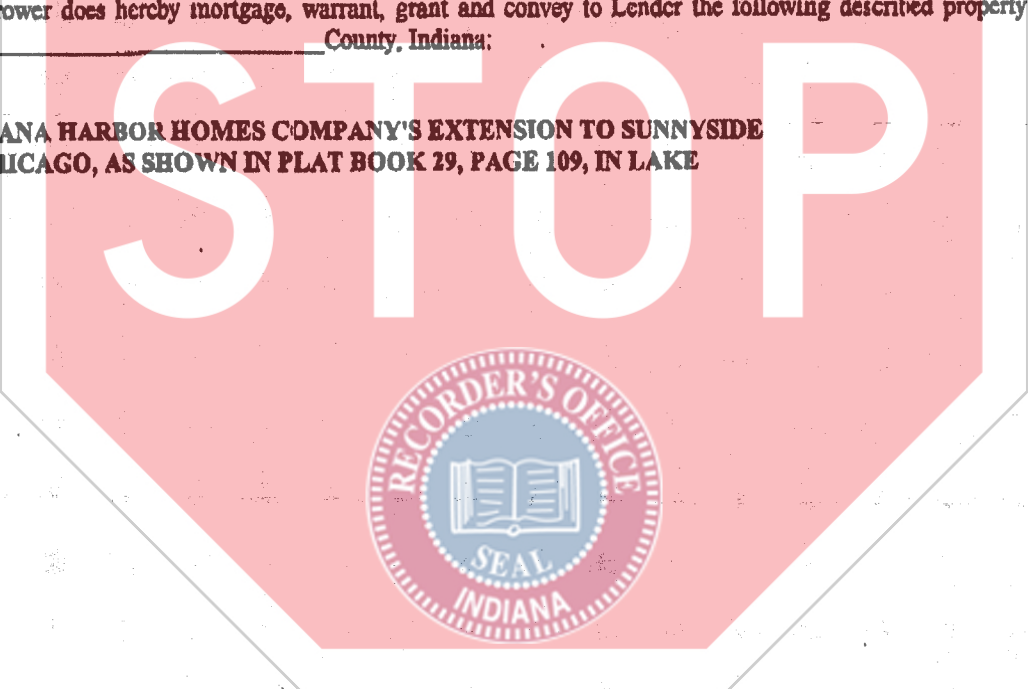 rower does hereby mortgage, warrant, grant and convey to Lender the following described property
County, Indiana:
ANA HARBOR HOMES COMPANY'S EXTENSION TO SUNNYSIDE
HICAGO, AS SHOWN IN PLAT BOOK 29, PAGE 109, IN LAKE
STOP
RECORDER'S OFFICE
SEAL
INDIANA